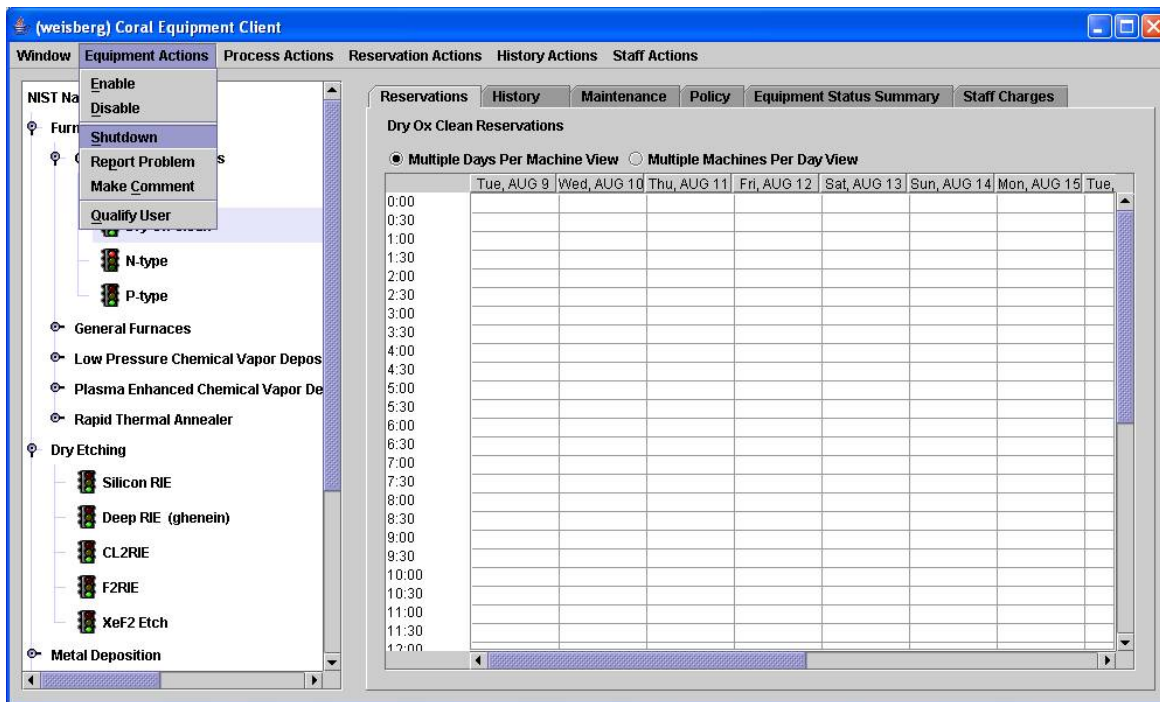 (weisberg) Coral Equipment Client
Window Equipment Actions Process Actions Reservation Actions History Actions Staff Actions
Enable
Disable
Shutdown
Report Problem
Make Comment
Qualify User
NIST Na
Furn
s
N-type
P-type
General Furnaces
Low Pressure Chemical Vapor Depos
Plasma Enhanced Chemical Vapor De
Rapid Thermal Annealer
Dry Etching
Silicon RIE
Deep RIE (ghenein)
CL2RIE
F2RIE
XeF2 Etch
Metal Deposition
Reservations History Maintenance Policy Equipment Status Summary Staff Charges
Dry Ox Clean Reservations
Multiple Days Per Machine View Multiple Machines Per Day View
Tue, AUG 9 Wed, AUG 10 Thu, AUG 11 Fri, AUG 12 Sat, AUG 13 Sun, AUG 14 Mon, AUG 15 Tue,
0:00
0:30
1:00
1:30
2:00
2:30
3:00
3:30
4:00
4:30
5:00
5:30
6:00
6:30
7:00
7:30
8:00
8:30
9:00
9:30
10:00
10:30
11:00
11:30
12:00